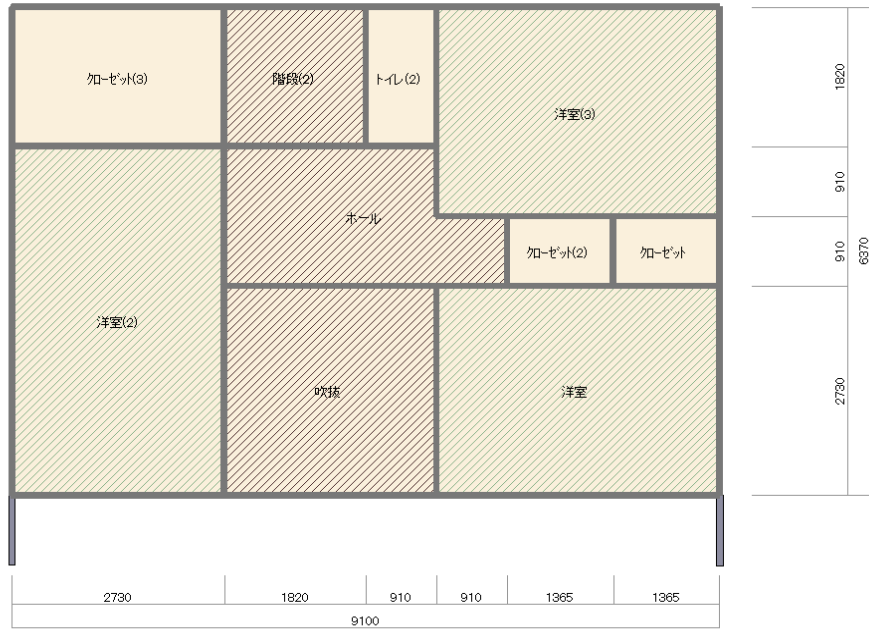 クローゼット(3)
階段(2)
トイレ(2)
洋室(3)
ホール
クローゼット(2)
クローゼット
洋室(2)
吹抜
洋室
1820
910
910
2730
6370
2730
1820
910
910
1365
1365
9100